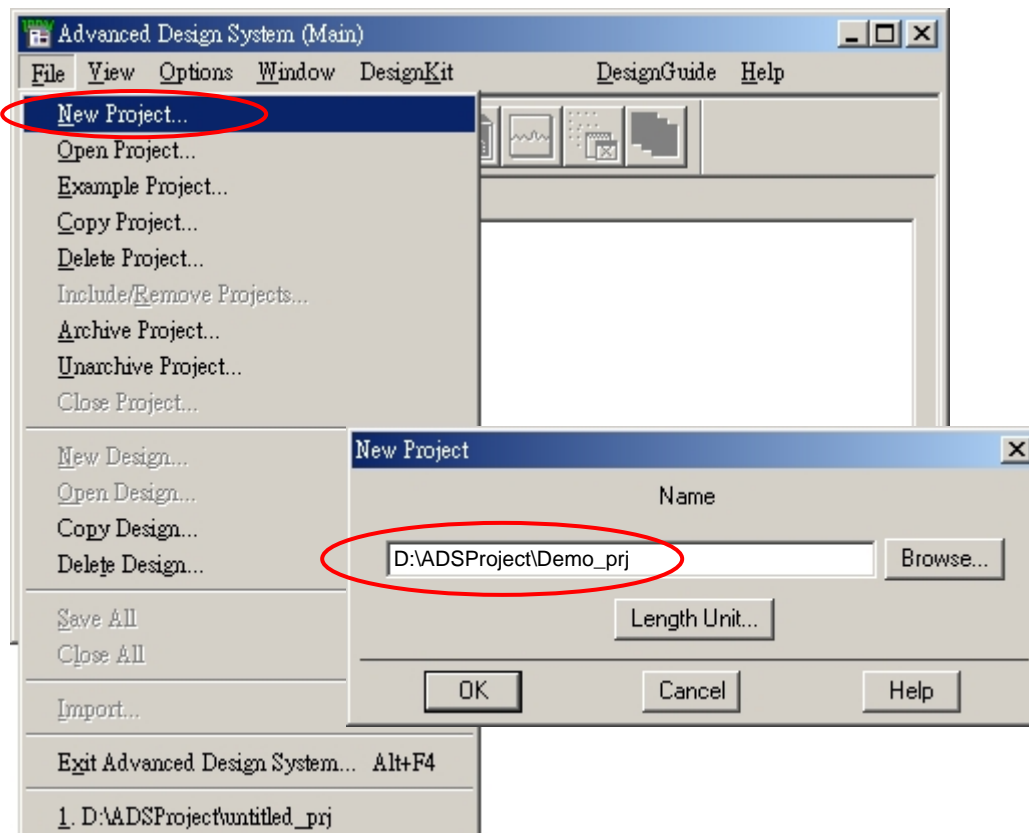 Advanced Design System (Main)
File View Options Window DesignKit DesignGuide Help
New Project...
Open Project...
Example Project...
Copy Project...
Delete Project...
Include/Remove Projects...
Archive Project...
Unarchive Project...
Close Project...
New Design...
Open Design...
Copy Design...
Delete Design...
Save All
Close All
Import...
Exit Advanced Design System... Alt+F4
1. D:\ADSProject\untitled_prj
New Project
Name
D:\ADSProject\Demo_prj
Browse...
Length Unit...
OK Cancel Help